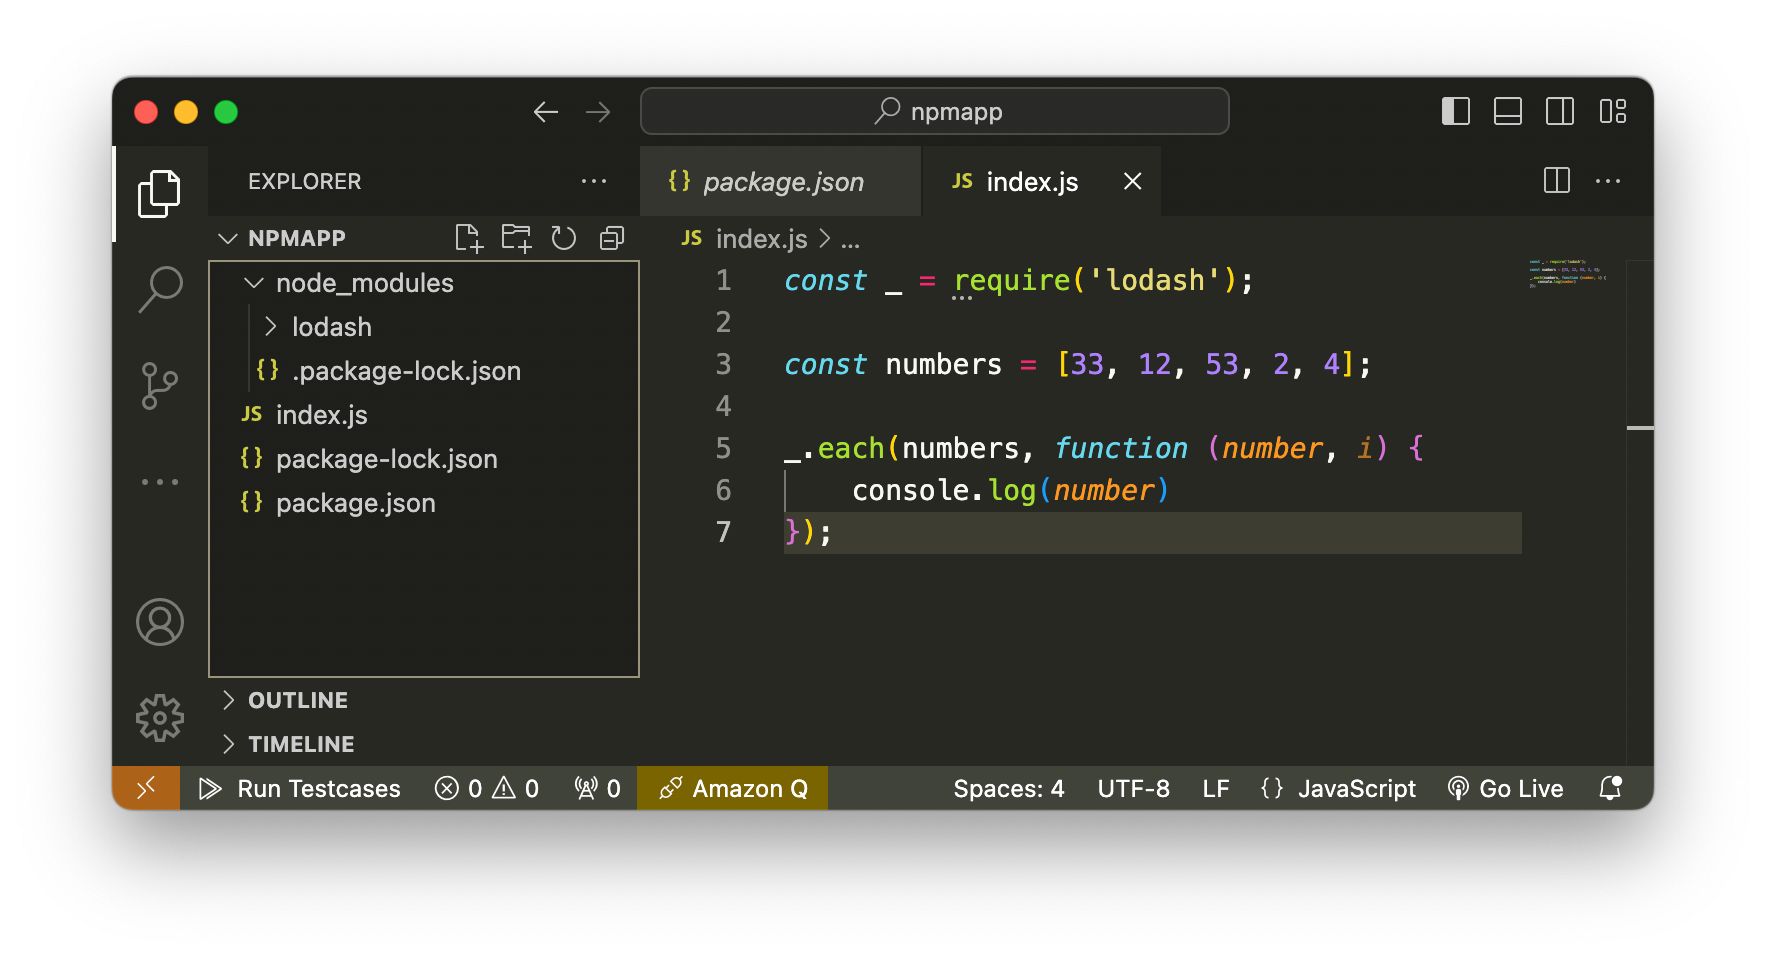 npmapp
EXPLORER
{} package.json
JS index.js
NPMAPP
JS index.js > ...
node_modules
lodash
{} .package-lock.json
JS index.js
{} package-lock.json
{} package.json
1 const _ = require('lodash');
2
3 const numbers = [33, 12, 53, 2, 4];
4
5 _.each(numbers, function (number, i) {
6 console.log(number)
7 });
OUTLINE
TIMELINE
Run Testcases 0 0 0 Amazon Q Spaces: 4 UTF-8 LF {} JavaScript Go Live